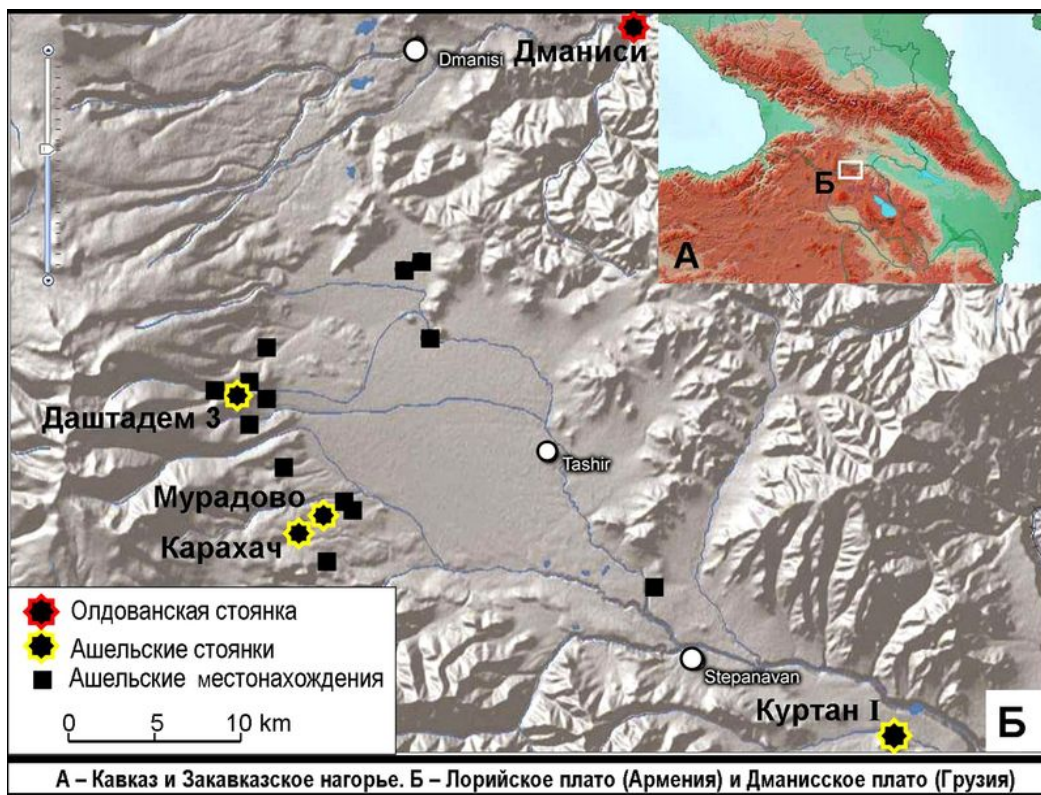 Dmanisi
Дманиси
Б
А
Даштадем 3
Tashir
Мурадово
Карахач
Олдованская стоянка
Ашельские стоянки
Ашельские местонахождения
0 5 10 km
Stepanavan
Куртан I
Б
А – Кавказ и Закавказское нагорье. Б – Лорийское плато (Армения) и Дманисское плато (Грузия)